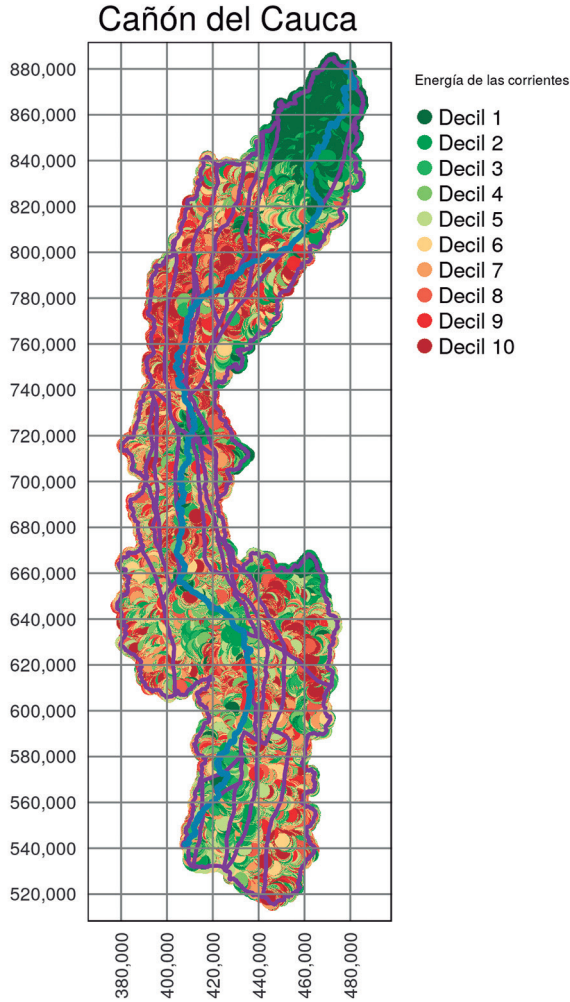 Cañón del Cauca
Energía de las corrientes
Decil 1
Decil 2
Decil 3
Decil 4
Decil 5
Decil 6
Decil 7
Decil 8
Decil 9
Decil 10
880,000
860,000
840,000
820,000
800,000
780,000
760,000
740,000
720,000
700,000
680,000
660,000
640,000
620,000
600,000
580,000
560,000
540,000
520,000
380,000
400,000
420,000
440,000
460,000
480,000